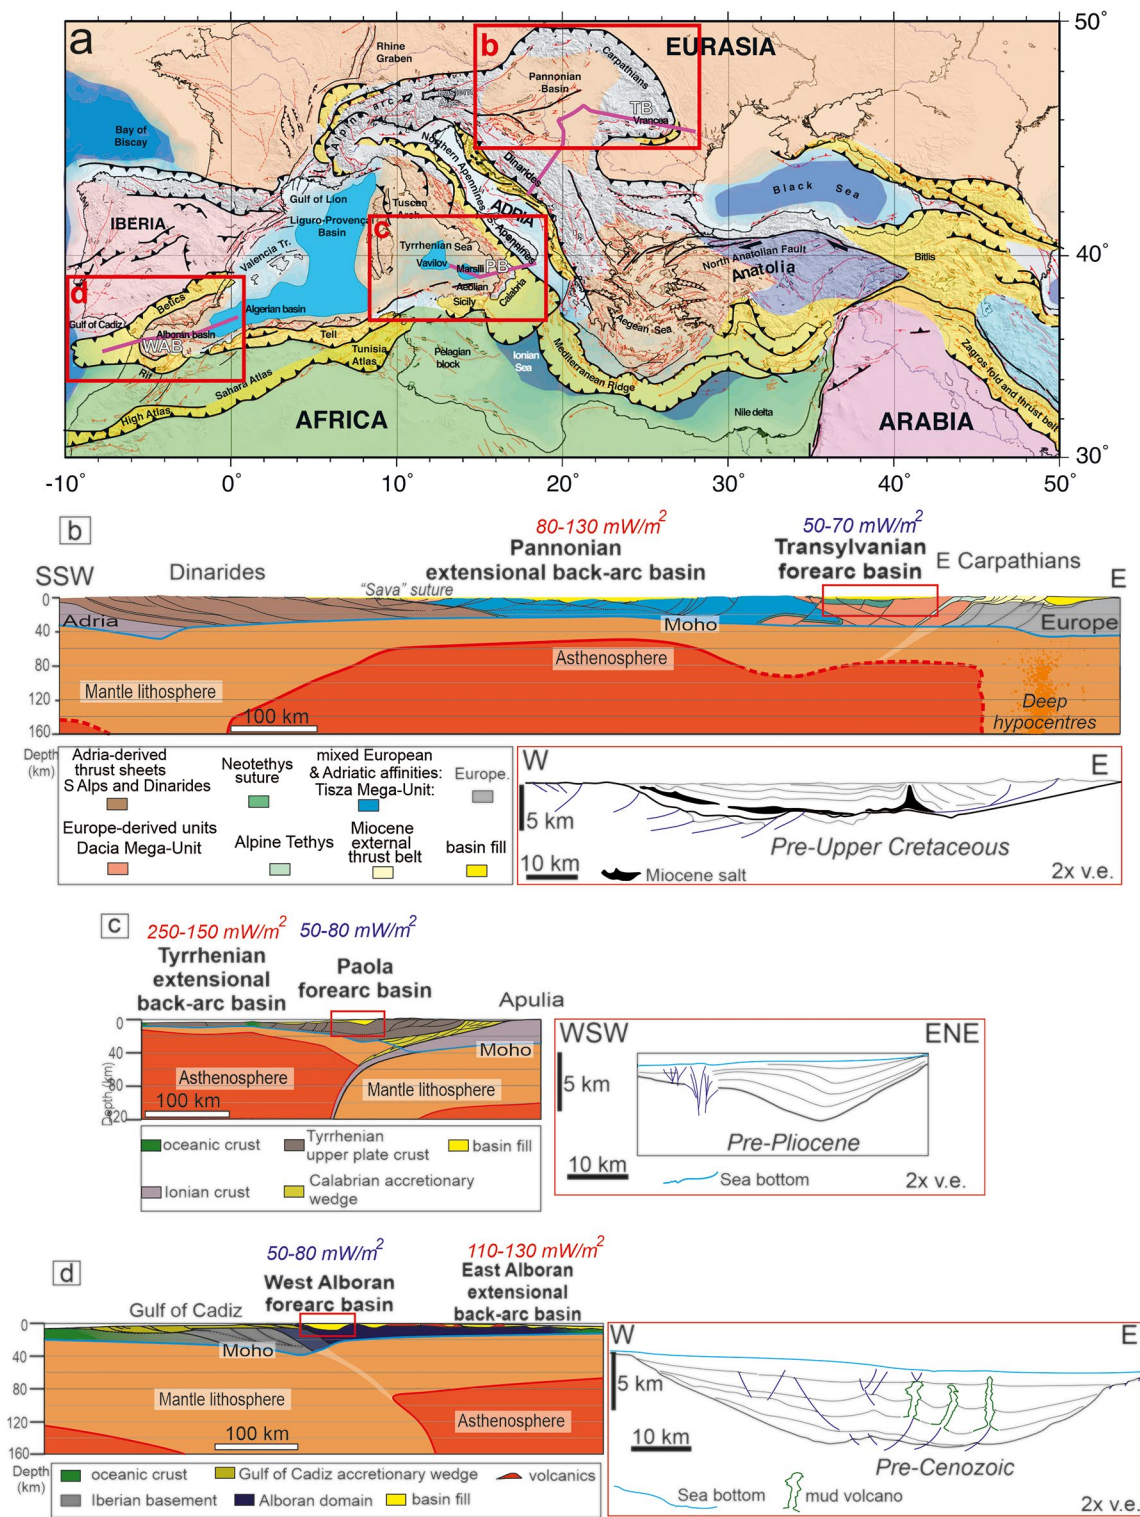 a
50°
b
EURASIA
Rhine
Graben
Carpathians
Pannonian
Basin
TB
Vrancea
Bay of
Biscay
Alpine arc
Northern Apennines
Dinarides
Gulf of Lion
Tuscan
Arch.
ADRIA
S. Apennines
Black Sea
IBERIA
Liguro-Provençal
Basin
c
Valencia Tr.
Tyrrhenian Sea
Vavilov
Marsili
PB
Aeolian
Sicily
Calabria
North Anatolian Fault
Anatolia
Bitlis
40°
d
Betics
Gulf of Cadiz
Algerian basin
Alboran basin
WAB
Rif
Tell
Tunisia
Atlas
Sahara Atlas
High Atlas
Pelagian
block
Ionian
Sea
Aegean Sea
Mediterranean Ridge
Nile delta
Zagros fold and thrust belt
AFRICA
ARABIA
30°
-10° 0° 10° 20° 30° 40° 50°
b
80-130 mW/m2
50-70 mW/m2
SSW
Dinarides
Pannonian
extensional back-arc basin
Transylvanian
forearc basin
E Carpathians
E
"Sava" suture
0
40
80
120
160
Adria
Moho
Europe
Asthenosphere
Mantle lithosphere
100 km
Deep
hypocentres
Depth
(km)
Adria-derived
thrust sheets
S Alps and Dinarides
Neotethys
suture
mixed European
& Adriatic affinities:
Tisza Mega-Unit:
Europe.
Europe-derived units
Dacia Mega-Unit
Alpine Tethys
Miocene
external
thrust belt
basin fill
W
E
5 km
10 km
Pre-Upper Cretaceous
Miocene salt
2x v.e.
c
250-150 mW/m2
50-80 mW/m2
Tyrrhenian
extensional
back-arc basin
Paola
forearc basin
Apulia
0
40
80
120
Depth (km)
Moho
Asthenosphere
Mantle lithosphere
100 km
oceanic crust
Tyrrhenian
upper plate crust
basin fill
Ionian crust
Calabrian accretionary
wedge
WSW
ENE
5 km
Pre-Pliocene
10 km
Sea bottom
2x v.e.
d
50-80 mW/m2
110-130 mW/m2
Gulf of Cadiz
West Alboran
forearc basin
East Alboran
extensional
back-arc basin
0
40
80
120
160
Moho
Mantle lithosphere
100 km
Asthenosphere
Depth
(km)
oceanic crust
Gulf of Cadiz accretionary wedge
volcanics
Iberian basement
Alboran domain
basin fill
W
E
5 km
10 km
Pre-Cenozoic
Sea bottom
mud volcano
2x v.e.